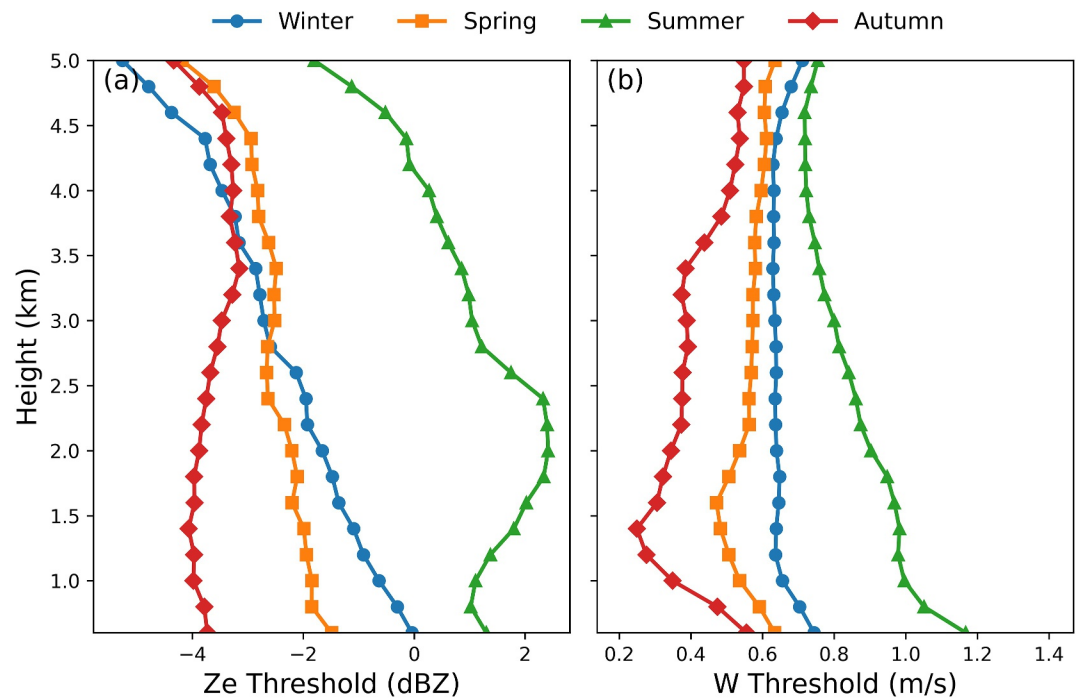 Winter Spring Summer Autumn
(a)
(b)
5.0
4.5
4.0
3.5
3.0
2.5
2.0
1.5
1.0
Height (km)
−4 −2 0 2
0.2 0.4 0.6 0.8 1.0 1.2 1.4
Ze Threshold (dBZ)
W Threshold (m/s)